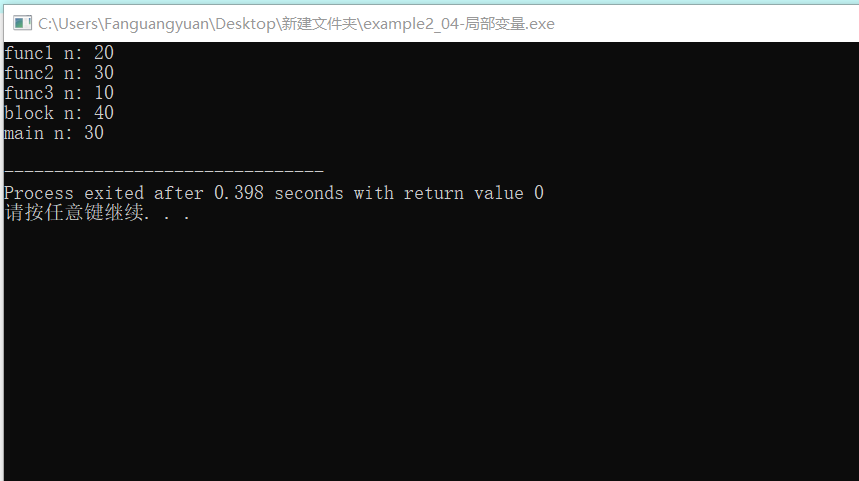 C:\Users\Fanguangyuan\Desktop\新建文件夹\example2_04-局部变量.exe
func1 n: 20
func2 n: 30
func3 n: 10
block n: 40
main n: 30
--------------------------------
Process exited after 0.398 seconds with return value 0
请按任意键继续. . .